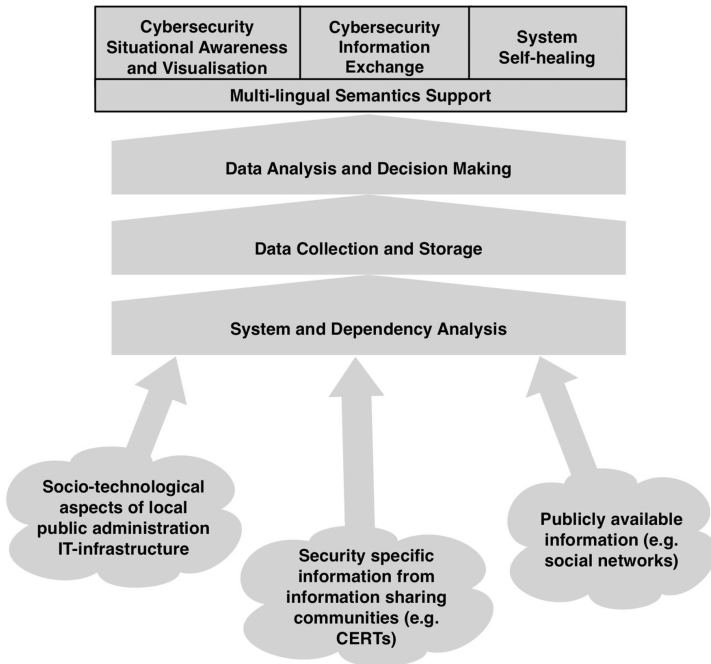 Cybersecurity
Situational Awareness
and Visualisation
Cybersecurity
Information
Exchange
System
Self-healing
Multi-lingual Semantics Support
Data Analysis and Decision Making
Data Collection and Storage
System and Dependency Analysis
Socio-technological
aspects of local
public administration
IT-infrastructure
Security specific
information from
information sharing
communities (e.g.
CERTs)
Publicly available
information (e.g.
social networks)